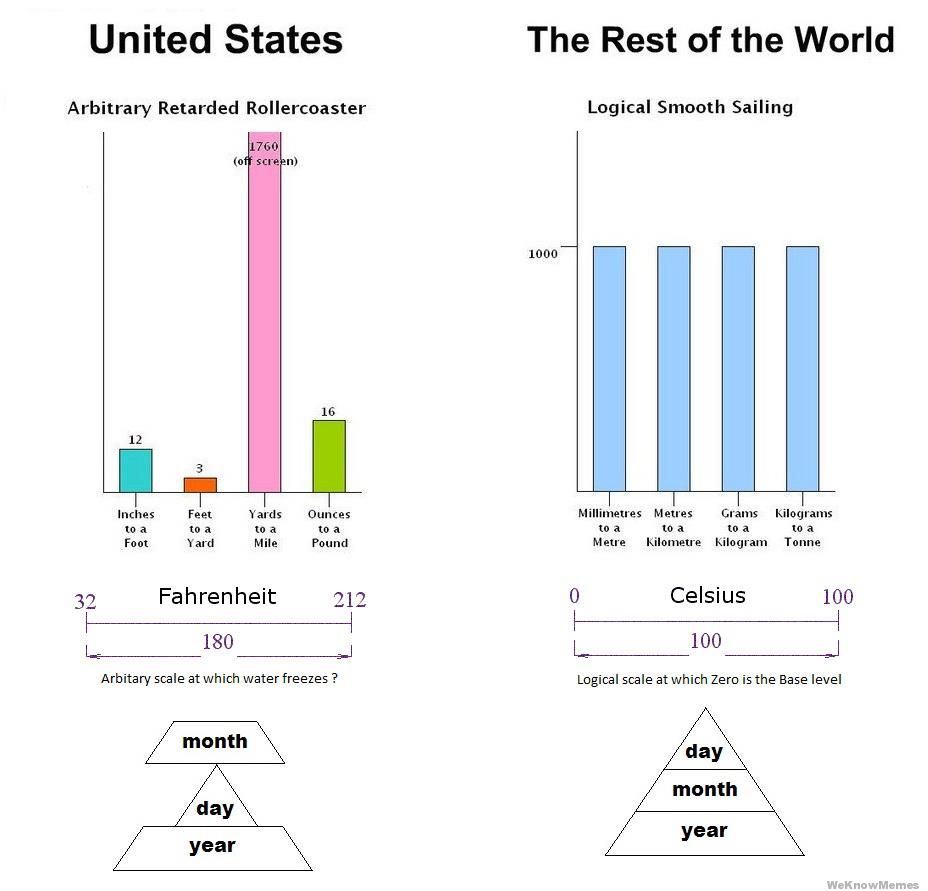 United States
Arbitrary Retarded Rollercoaster
1760
(off screen)
12
3
16
Inches to a Foot
Feet to a Yard
Yards to a Mile
Ounces to a Pound
32
Fahrenheit
212
180
Arbitary scale at which water freezes ?
month
day
year
The Rest of the World
Logical Smooth Sailing
1000
Millimetres to a Metre
Metres to a Kilometre
Grams to a Kilogram
Kilograms to a Tonne
0
Celsius
100
100
Logical scale at which Zero is the Base level
day
month
year
WeKnowMemes